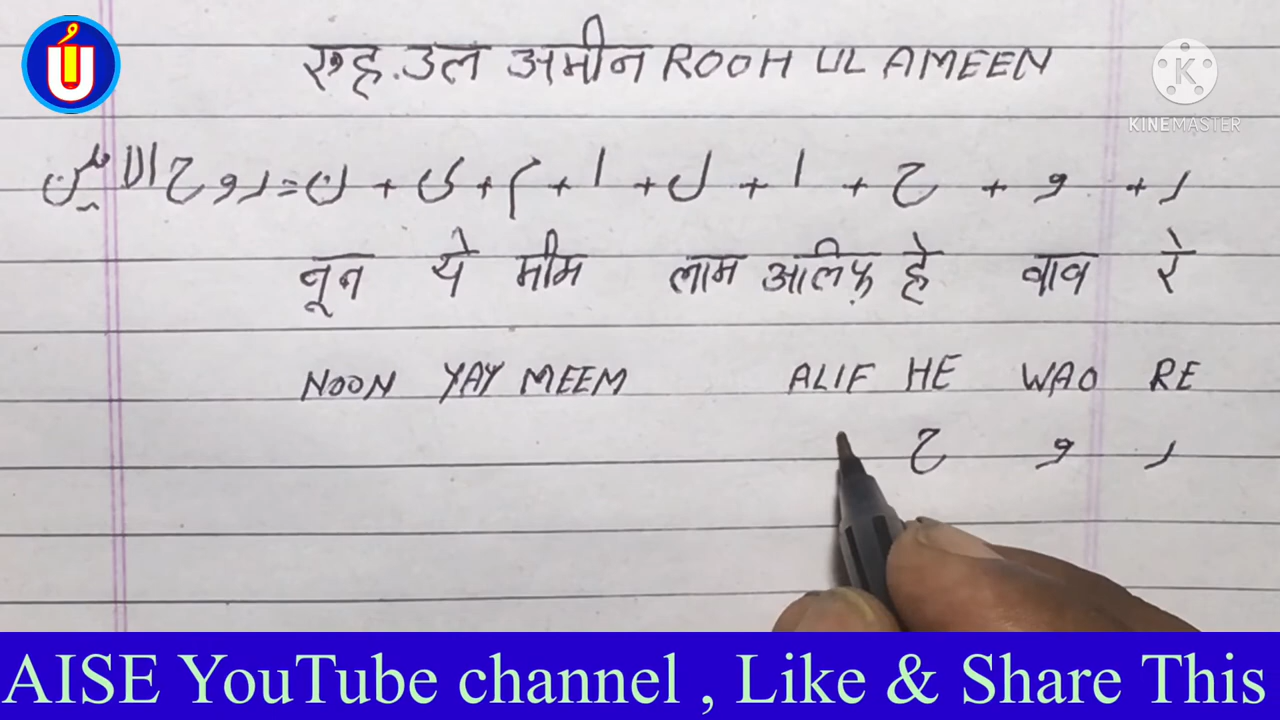 रुह.उल अमीन ROOH UL AMEEN
KINEMASTER
ر + و + ح + ا + ل + ا + م + ی + ن = روح الامین
नून ये मीम लाम अलिफ़ हे वाव रे
NOON YAY MEEM ALIF HE WAO RE
ر و ح
AISE YouTube channel , Like & Share This